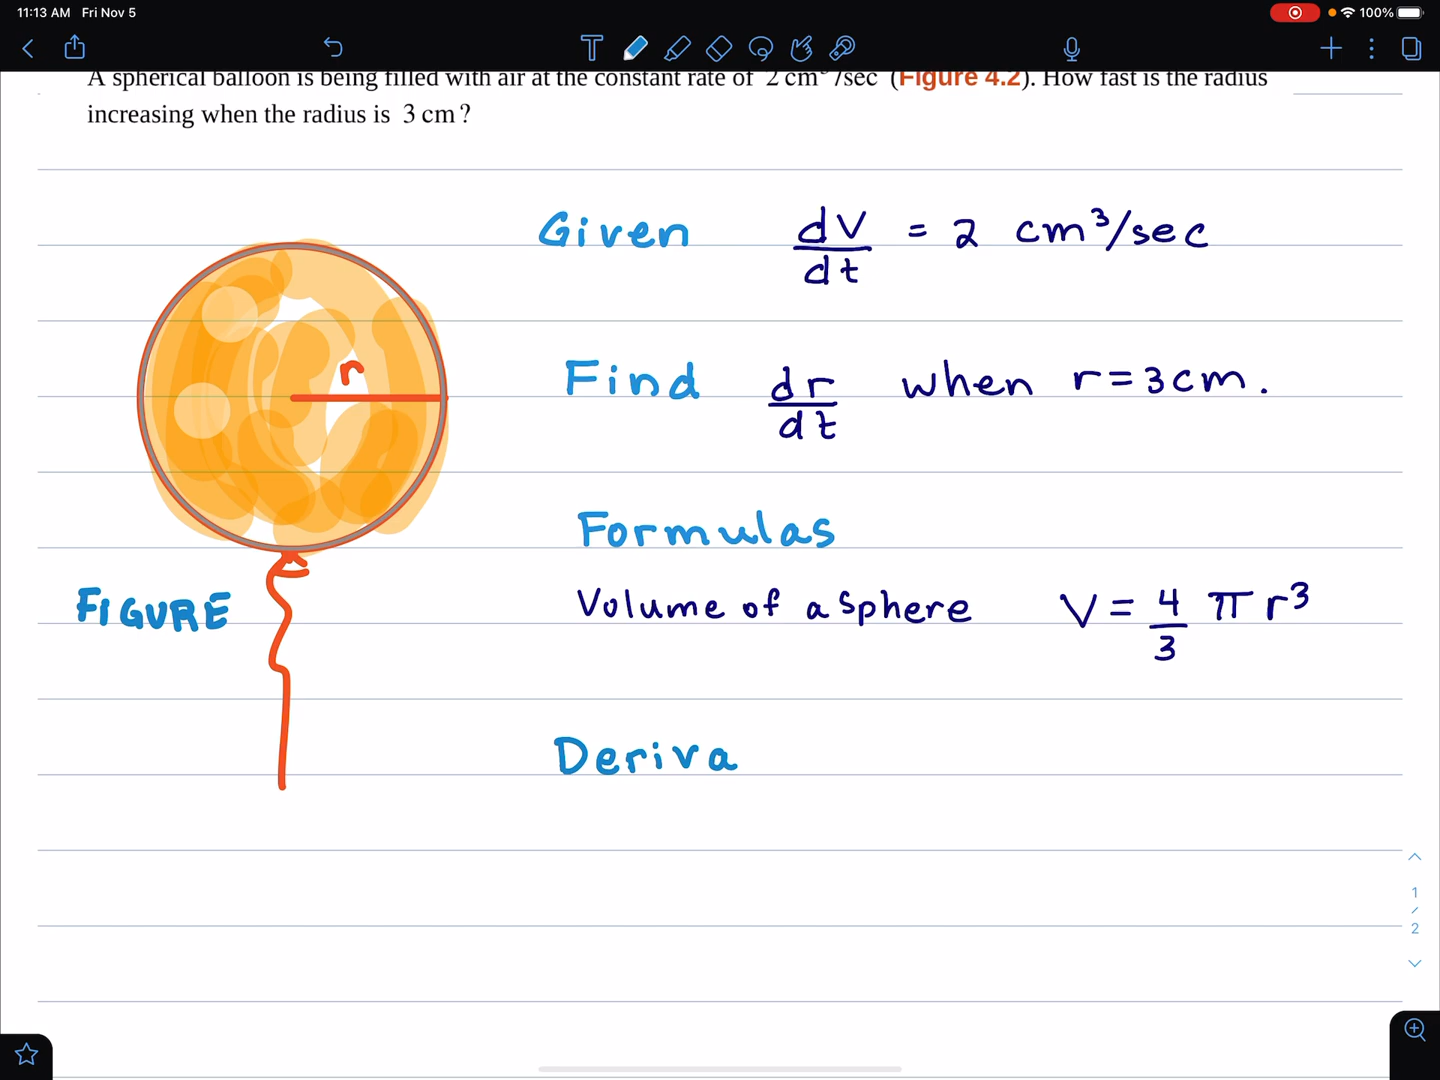 11:13 AM Fri Nov 5
100%
A spherical balloon is being filled with air at the constant rate of 2 cm³/sec (Figure 4.2). How fast is the radius
increasing when the radius is 3 cm?
Given dV/dt = 2 cm³/sec
r
Find dr/dt when r = 3cm.
Formulas
FIGURE
Volume of a sphere V = 4/3 π r³
Deriva
1
/
2